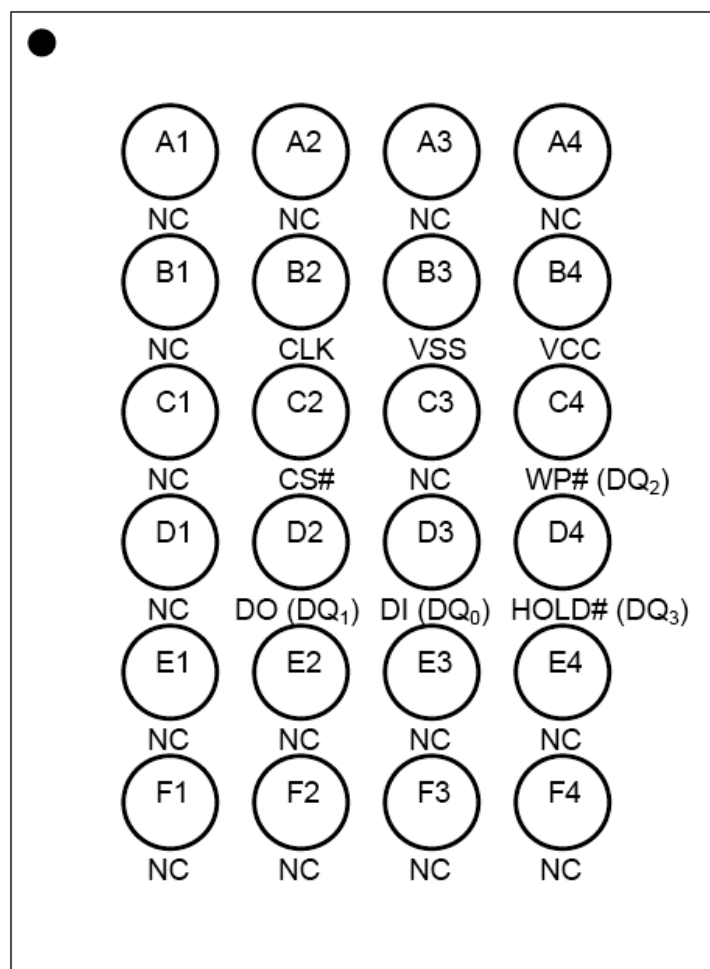 A1 A2 A3 A4
NC NC NC NC
B1 B2 B3 B4
NC CLK VSS VCC
C1 C2 C3 C4
NC CS# NC WP# (DQ₂)
D1 D2 D3 D4
NC DO (DQ₁) DI (DQ₀) HOLD# (DQ₃)
E1 E2 E3 E4
NC NC NC NC
F1 F2 F3 F4
NC NC NC NC